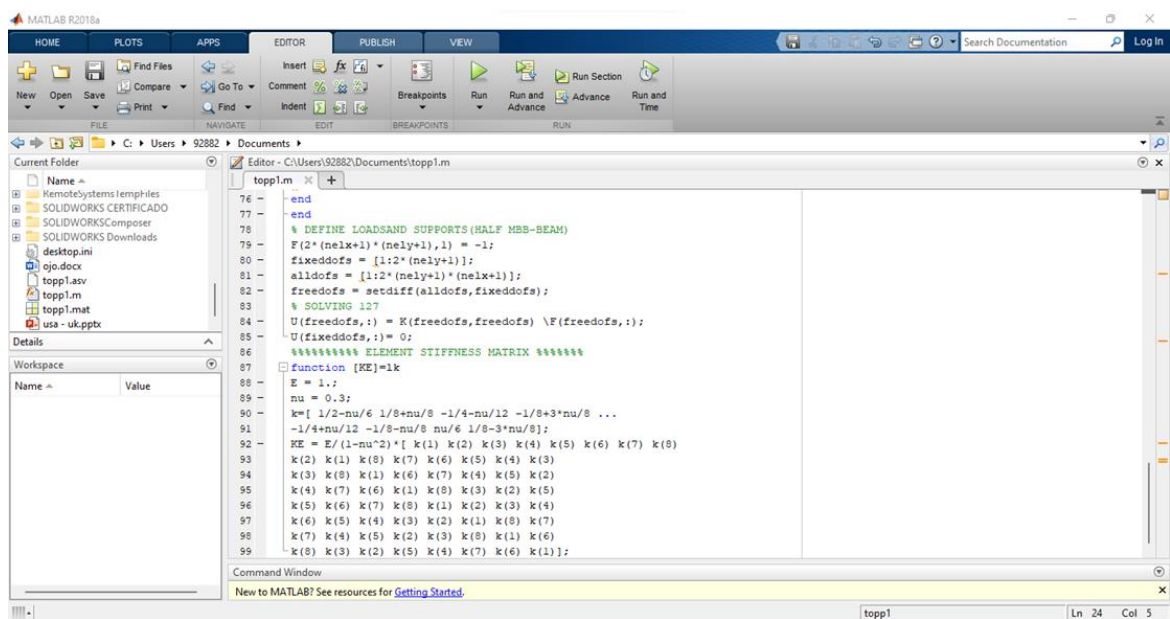 MATLAB R2018a
HOME PLOTS APPS EDITOR PUBLISH VIEW Search Documentation Log In
New Open Save Find Files Compare Print Go To Find Insert fx Comment Indent Breakpoints Run Run and Advance Run Section Advance Run and Time
FILE NAVIGATE EDIT BREAKPOINTS RUN
C: Users 92882 Documents
Current Folder
Name
RemoteSystemsTempFiles
SOLIDWORKS CERTIFICADO
SOLIDWORKSComposer
SOLIDWORKS Downloads
desktop.ini
ojo.docx
topp1.asv
topp1.m
topp1.mat
usa - uk.pptx
Details
Workspace
Name Value
Editor - C:\Users\92882\Documents\topp1.m
topp1.m
76 - end
77 - end
78 % DEFINE LOADSAND SUPPORTS(HALF MBB-BEAM)
79 - F(2*(nelx+1)*(nely+1),1) = -1;
80 - fixeddofs = [1:2*(nely+1)];
81 - alldofs = [1:2*(nely+1)*(nelx+1)];
82 - freedofs = setdiff(alldofs,fixeddofs);
83 % SOLVING 127
84 - U(freedofs,:) = K(freedofs,freedofs) \F(freedofs,:);
85 - U(fixeddofs,:)= 0;
86 %%%%%%%%%% ELEMENT STIFFNESS MATRIX %%%%%%%
87 function [KE]=lk
88 - E = 1.;
89 - nu = 0.3;
90 - k=[ 1/2-nu/6 1/8+nu/8 -1/4-nu/12 -1/8+3*nu/8 ...
91 -1/4+nu/12 -1/8-nu/8 nu/6 1/8-3*nu/8];
92 - KE = E/(1-nu^2)*[ k(1) k(2) k(3) k(4) k(5) k(6) k(7) k(8)
93 k(2) k(1) k(8) k(7) k(6) k(5) k(4) k(3)
94 k(3) k(8) k(1) k(6) k(7) k(4) k(5) k(2)
95 k(4) k(7) k(6) k(1) k(8) k(3) k(2) k(5)
96 k(5) k(6) k(7) k(8) k(1) k(2) k(3) k(4)
97 k(6) k(5) k(4) k(3) k(2) k(1) k(8) k(7)
98 k(7) k(4) k(5) k(2) k(3) k(8) k(1) k(6)
99 k(8) k(3) k(2) k(5) k(4) k(7) k(6) k(1)];
Command Window
New to MATLAB? See resources for Getting Started.
topp1 Ln 24 Col 5